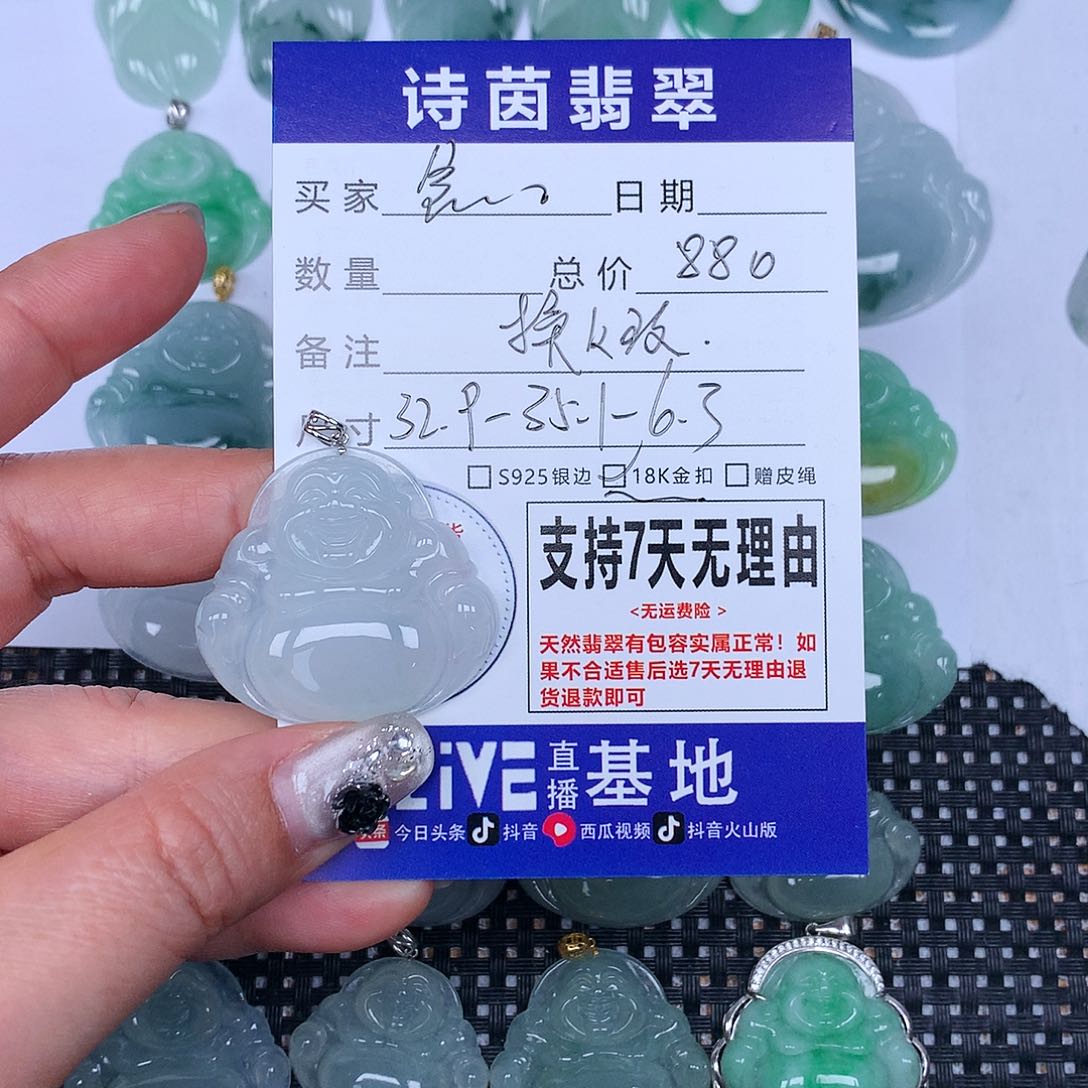 诗茵翡翠
买家 日期
数量 总价 880
备注 换K玫.
尺寸 32.9-35.1-6.3
S925银边 18K金扣 赠皮绳
支持7天无理由
<无运费险 >
天然翡翠有包容实属正常！如
果不合适售后选7天无理由退
货退款即可
LiVE 直播 基地
头条 今日头条 抖音 西瓜视频 抖音火山版